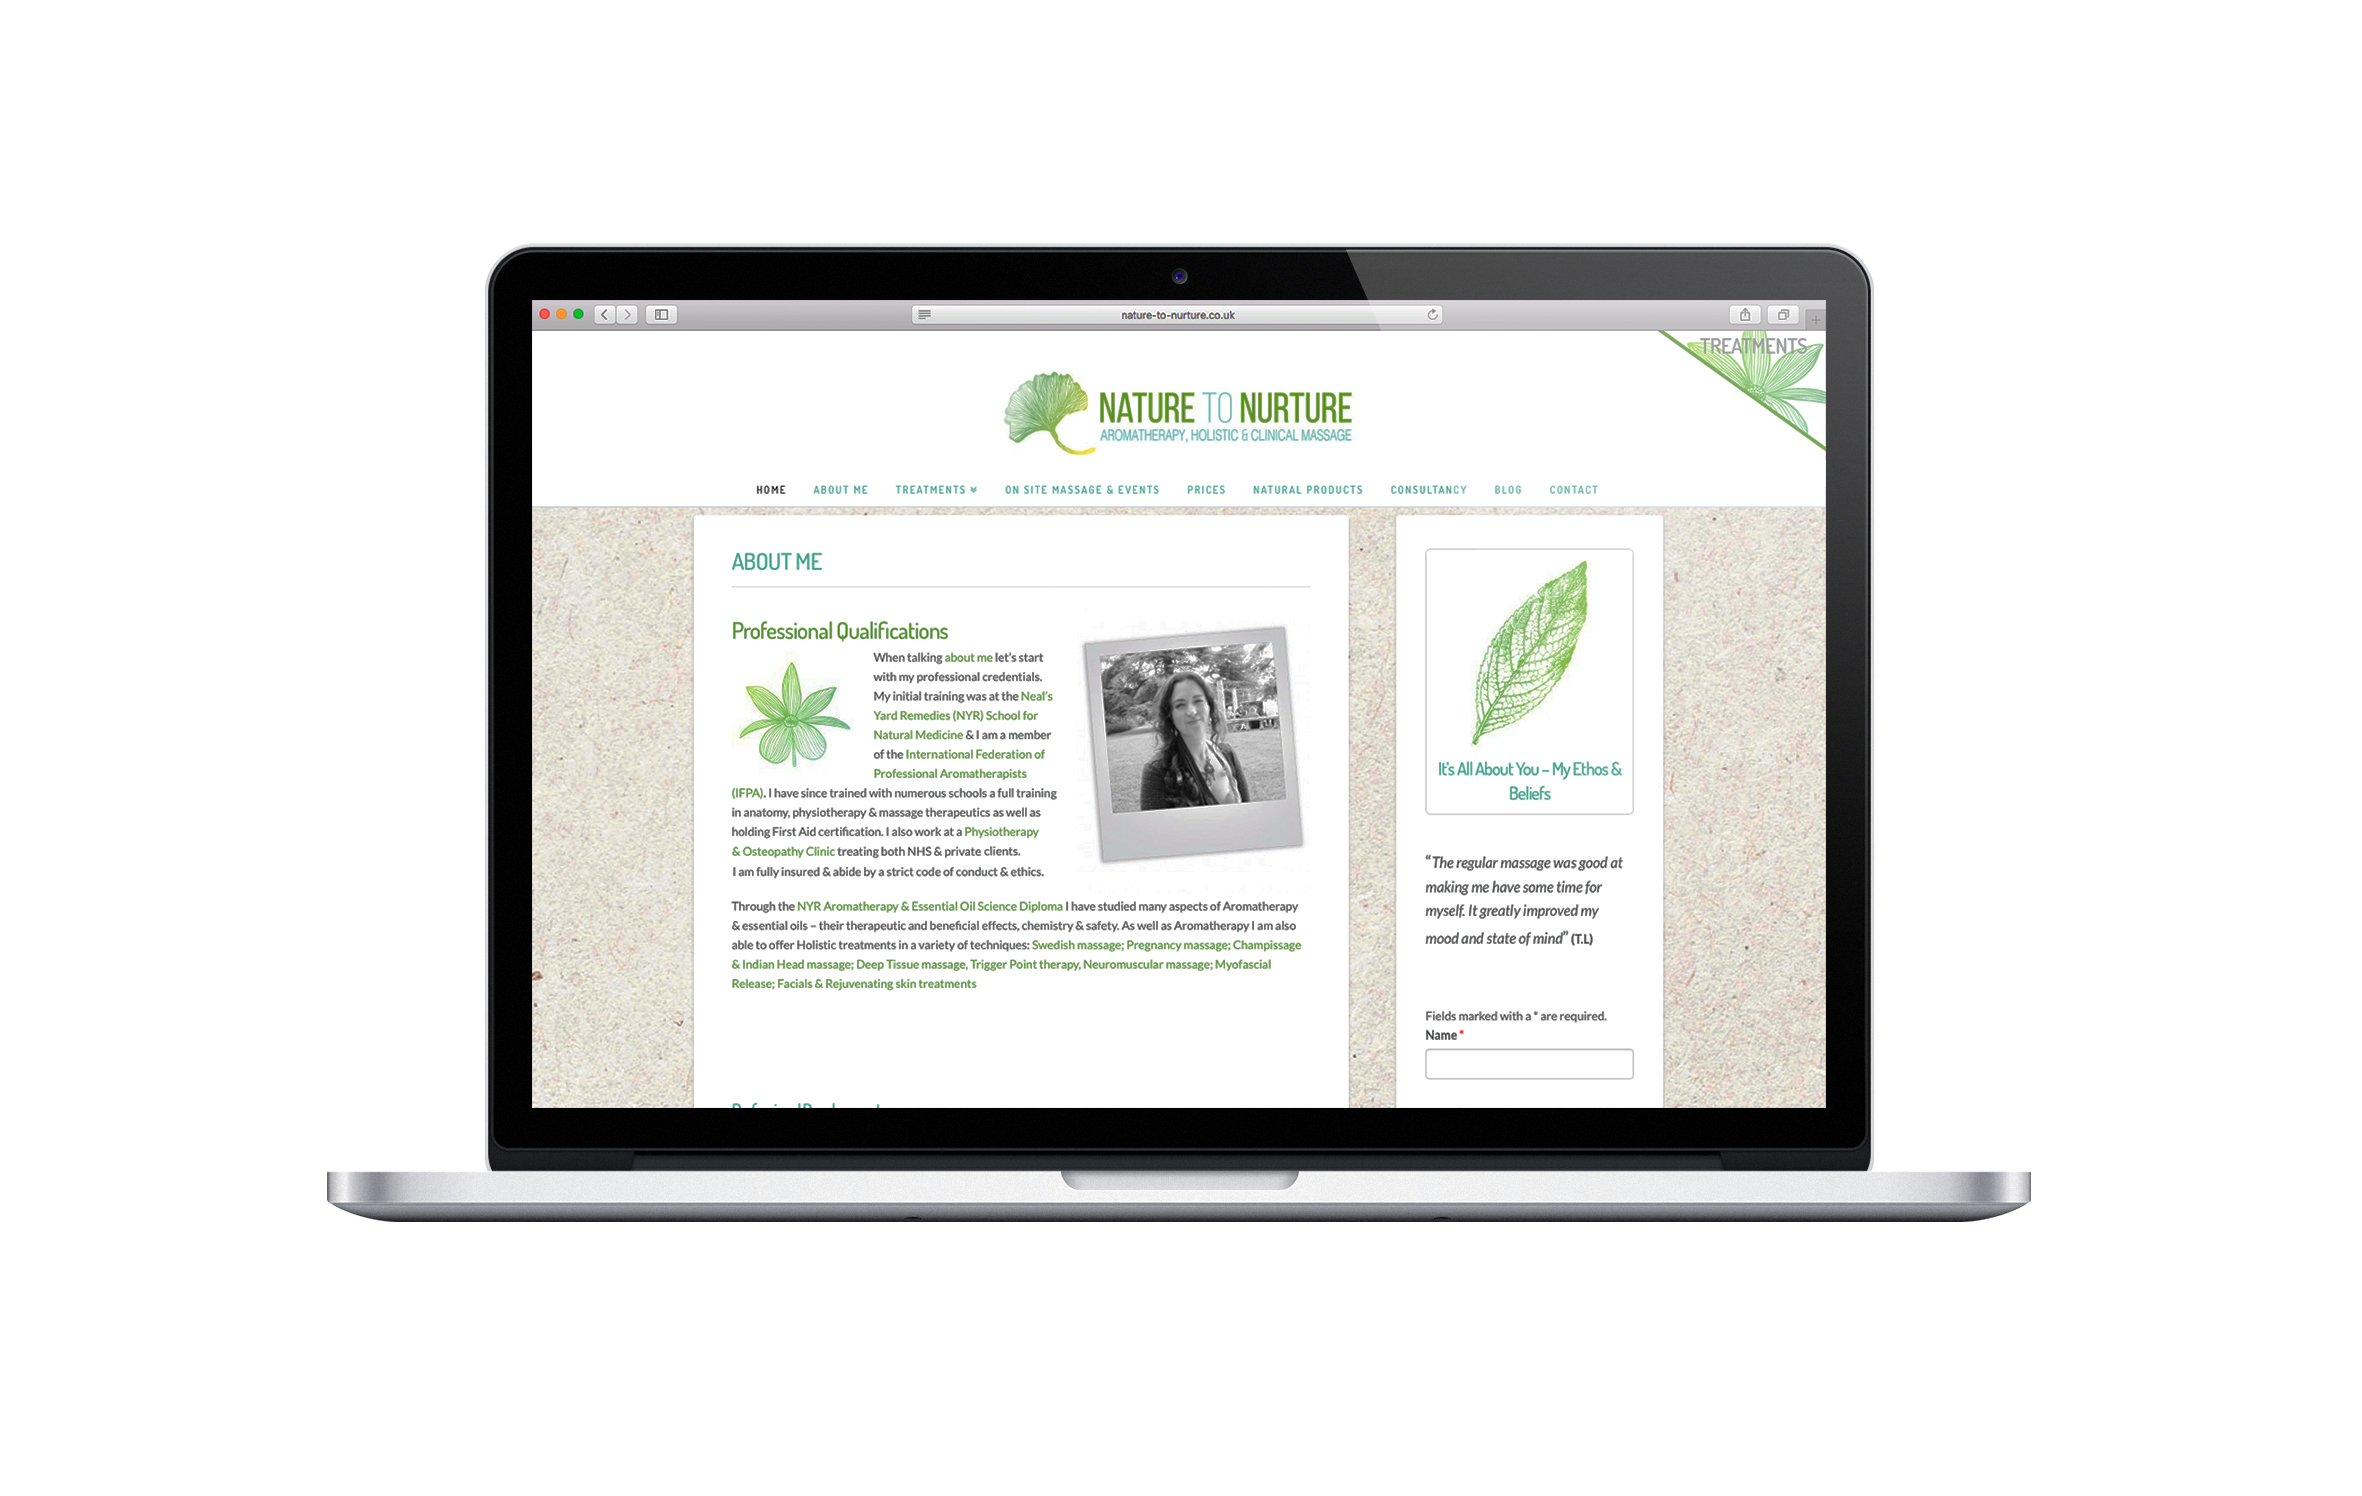 nature-to-nurture.co.uk
TREATMENTS
NATURE TO NURTURE
AROMATHERAPY, HOLISTIC & CLINICAL MASSAGE
HOME ABOUT ME TREATMENTS ON SITE MASSAGE & EVENTS PRICES NATURAL PRODUCTS CONSULTANCY BLOG CONTACT
ABOUT ME
Professional Qualifications
When talking about me let's start
with my professional credentials.
My initial training was at the Neal's
Yard Remedies (NYR) School for
Natural Medicine & I am a member
of the International Federation of
Professional Aromatherapists
(IFPA). I have since trained with numerous schools a full training
in anatomy, physiotherapy & massage therapeutics as well as
holding First Aid certification. I also work at a Physiotherapy
& Osteopathy Clinic treating both NHS & private clients.
I am fully insured & abide by a strict code of conduct & ethics.
Through the NYR Aromatherapy & Essential Oil Science Diploma I have studied many aspects of Aromatherapy
& essential oils – their therapeutic and beneficial effects, chemistry & safety. As well as Aromatherapy I am also
able to offer Holistic treatments in a variety of techniques: Swedish massage; Pregnancy massage; Champissage
& Indian Head massage; Deep Tissue massage, Trigger Point therapy, Neuromuscular massage; Myofascial
Release; Facials & Rejuvenating skin treatments
It's All About You – My Ethos &
Beliefs
“The regular massage was good at
making me have some time for
myself. It greatly improved my
mood and state of mind” (T.L)
Fields marked with a * are required.
Name *